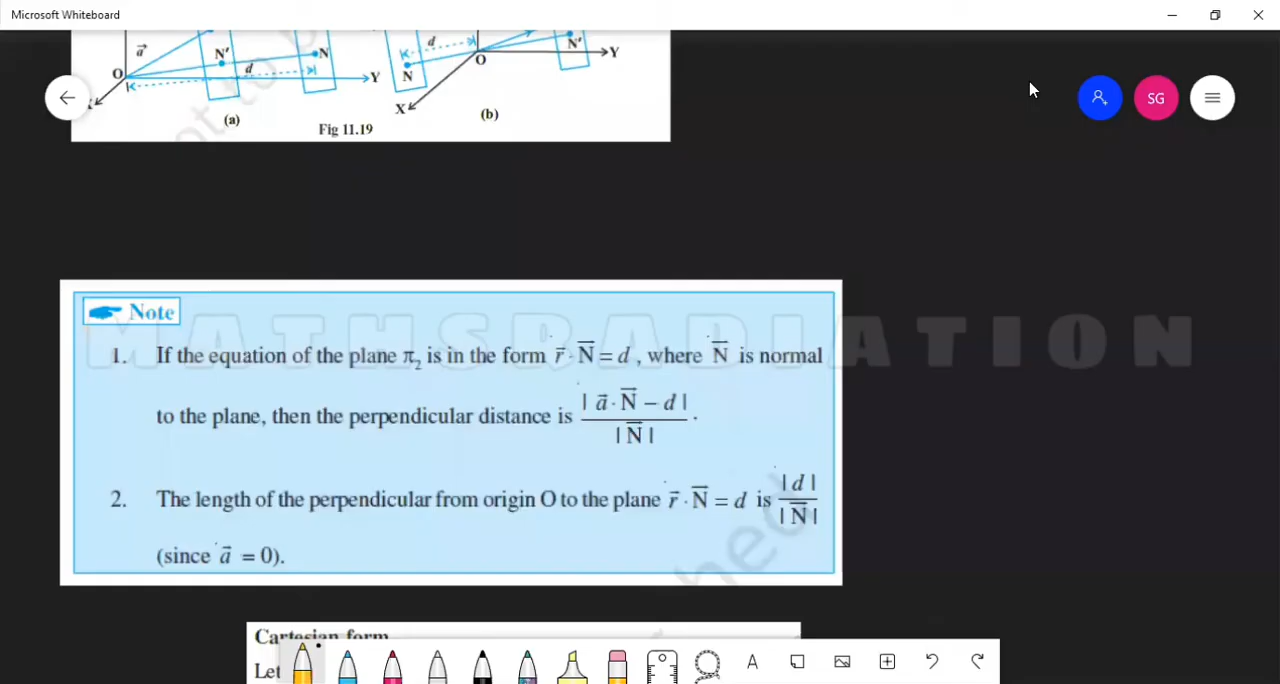 Microsoft Whiteboard
a⃗
N'
N
d
O
Y
(a)
Fig 11.19
d
N'
Y
O
N
X
(b)
SG
Note
MATHSRADIATION
1. If the equation of the plane π₂ is in the form r⃗ · N⃗ = d , where N⃗ is normal
to the plane, then the perpendicular distance is | a⃗ · N⃗ – d | / | N⃗ | .
2. The length of the perpendicular from origin O to the plane r⃗ · N⃗ = d is | d | / | N⃗ |
(since a⃗ = 0).
Cartesian form
Let
A